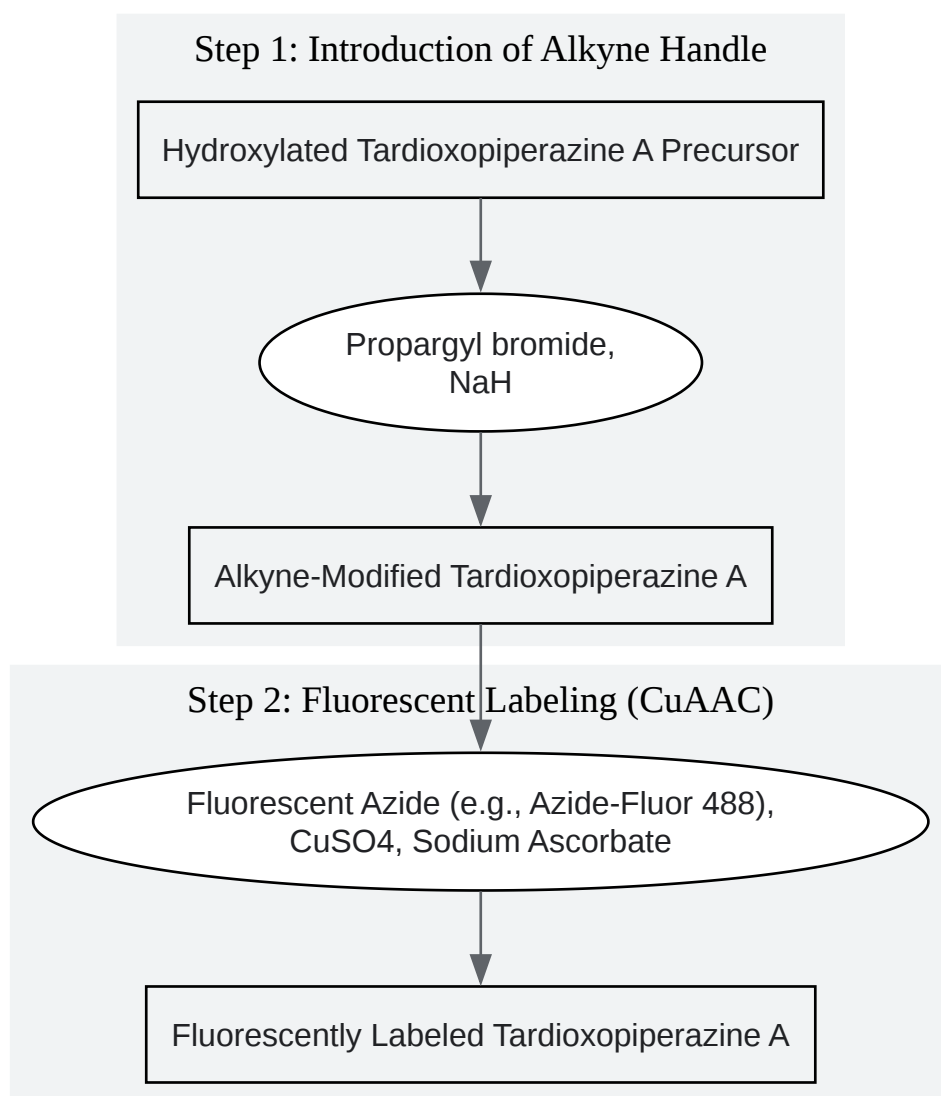 Step 1: Introduction of Alkyne Handle
Hydroxylated Tardioxopiperazine A Precursor
Propargyl bromide,
NaH
Alkyne-Modified Tardioxopiperazine A
Step 2: Fluorescent Labeling (CuAAC)
Fluorescent Azide (e.g., Azide-Fluor 488),
CuSO4, Sodium Ascorbate
Fluorescently Labeled Tardioxopiperazine A